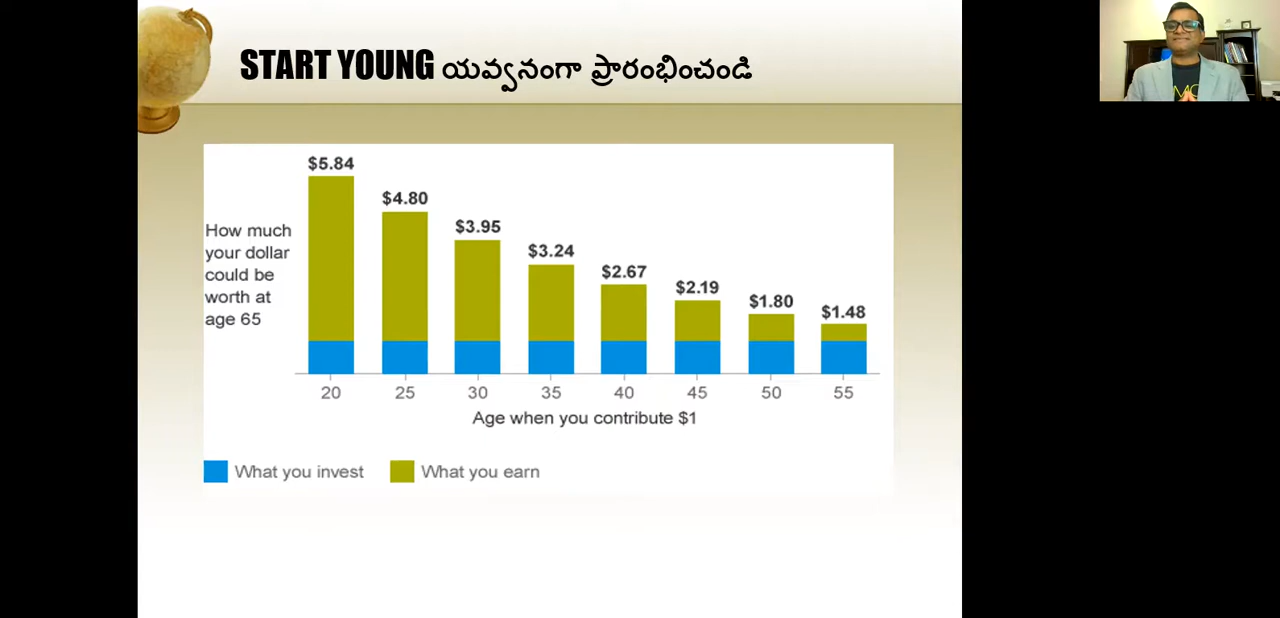 START YOUNG యవ్వనంగా ప్రారంభించండి
$5.84
$4.80
$3.95
$3.24
$2.67
$2.19
$1.80
$1.48
How much
your dollar
could be
worth at
age 65
20 25 30 35 40 45 50 55
Age when you contribute $1
What you invest What you earn